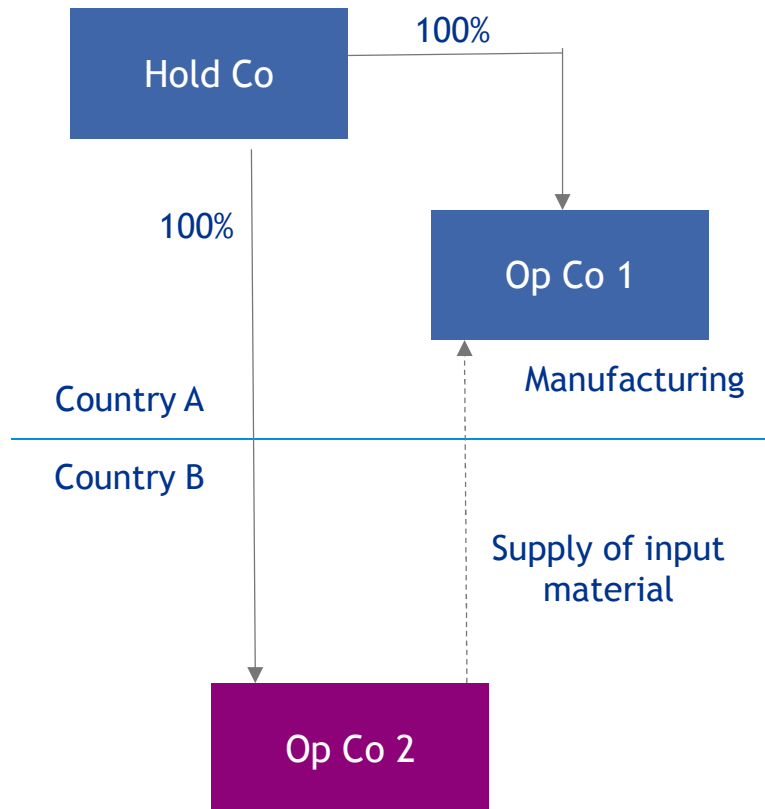 100%
Hold Co
100%
Op Co 1
Manufacturing
Country A
Country B
Supply of input
material
Op Co 2